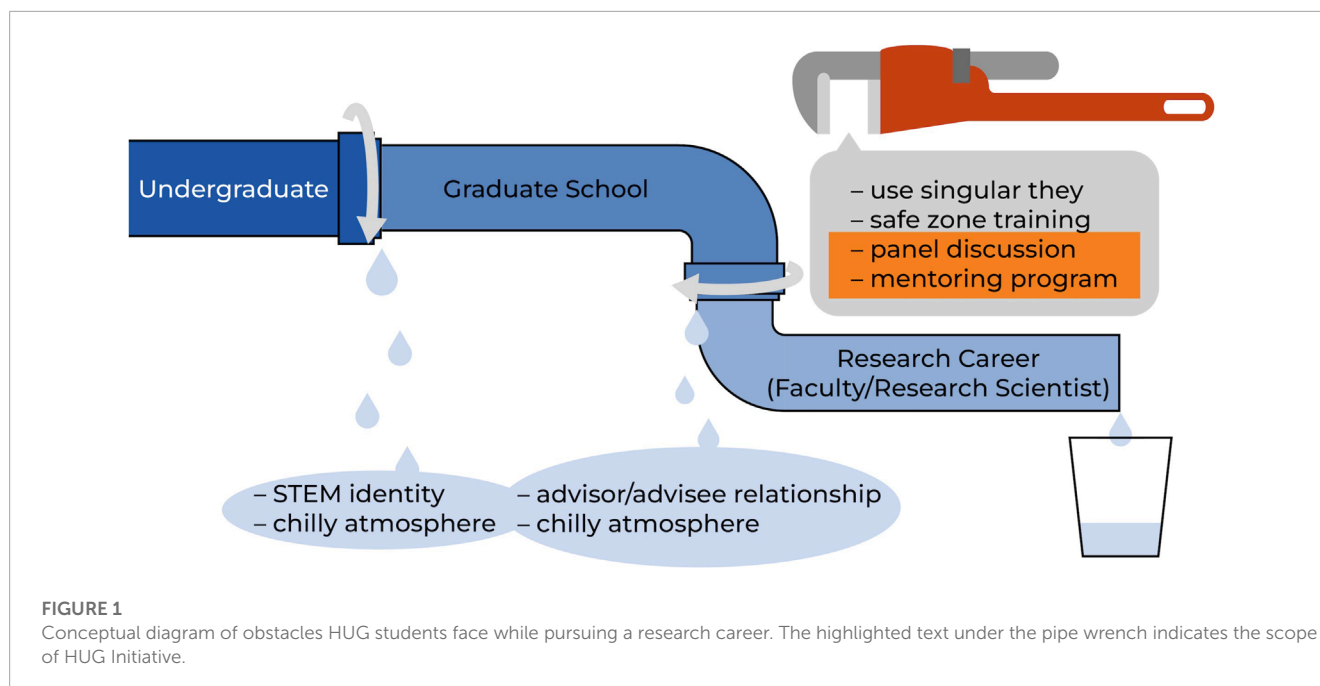 Undergraduate
Graduate School
– use singular they
– safe zone training
– panel discussion
– mentoring program
Research Career
(Faculty/Research Scientist)
– STEM identity
– chilly atmosphere
– advisor/advisee relationship
– chilly atmosphere
FIGURE 1
Conceptual diagram of obstacles HUG students face while pursuing a research career. The highlighted text under the pipe wrench indicates the scope
of HUG Initiative.